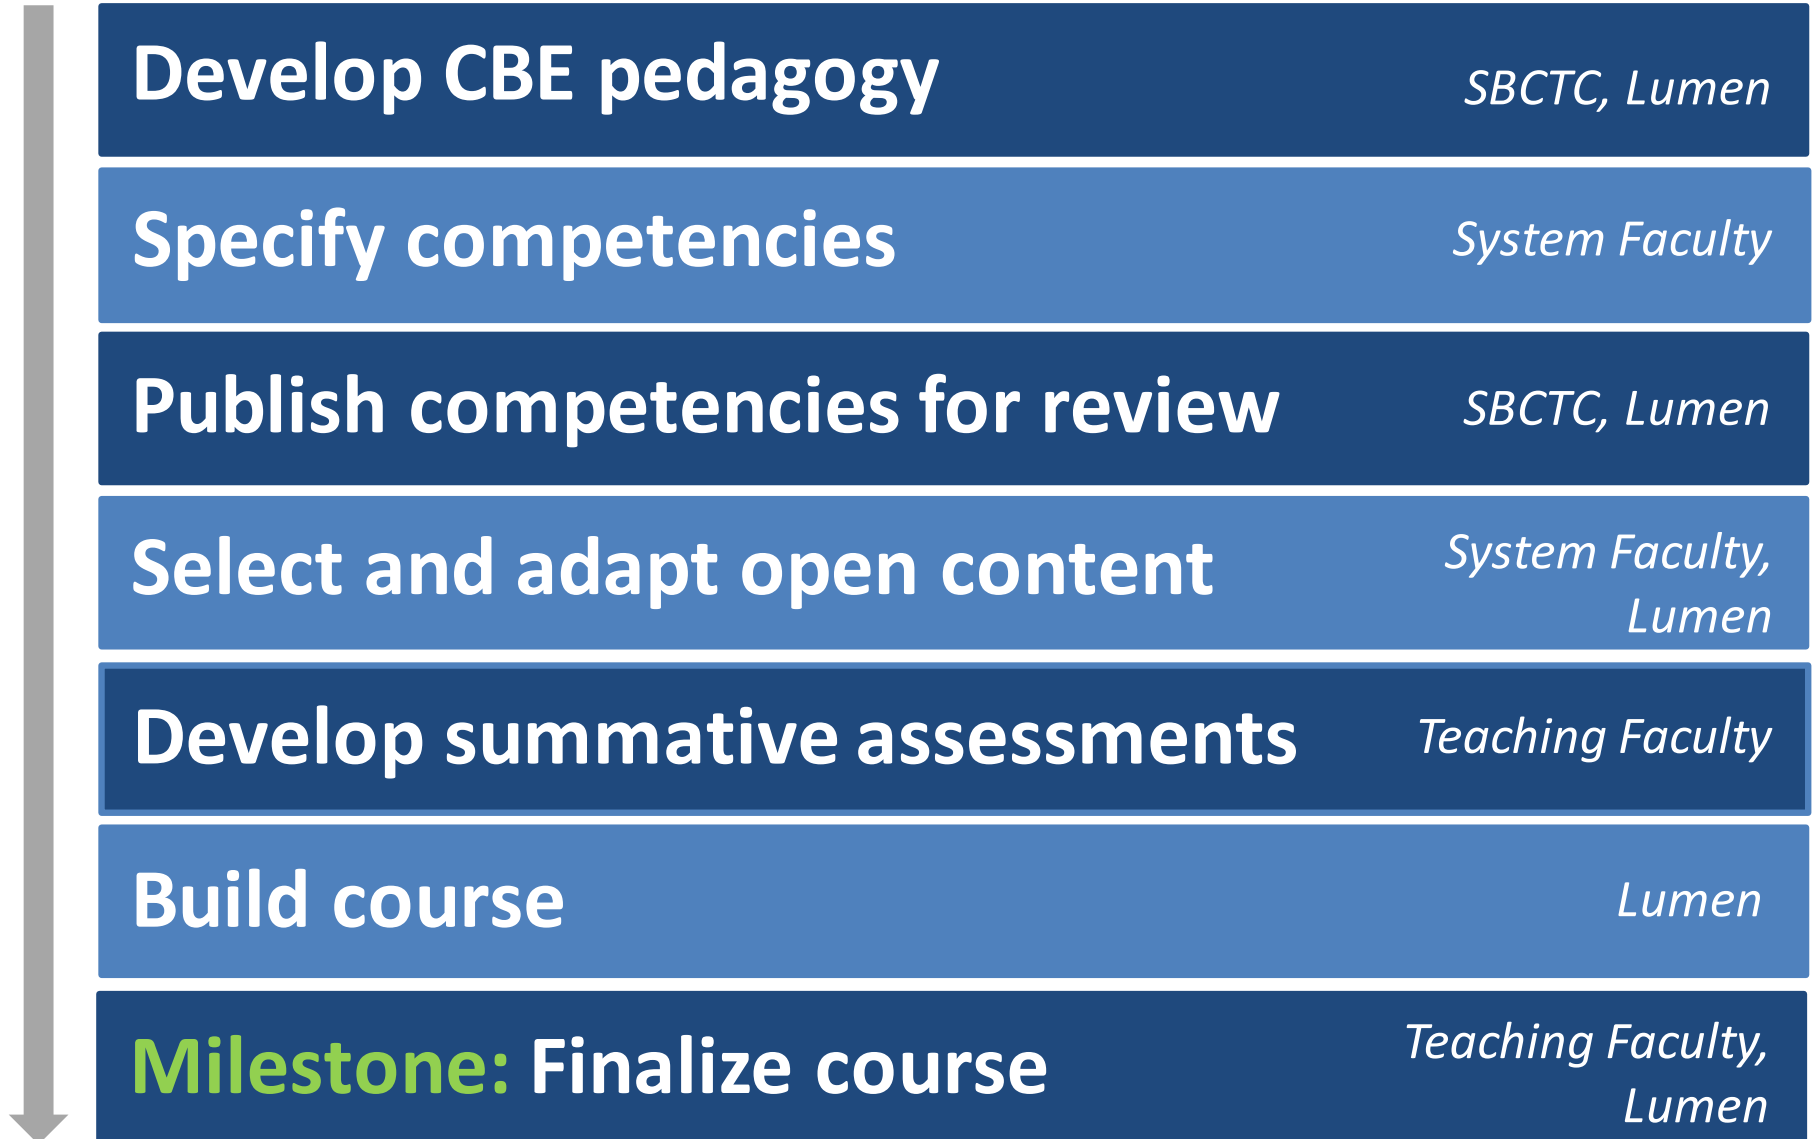 Develop CBE pedagogy
SBCTC, Lumen
Specify competencies
System Faculty
Publish competencies for review
SBCTC, Lumen
Select and adapt open content
System Faculty,
Lumen
Develop summative assessments
Teaching Faculty
Build course
Lumen
Milestone: Finalize course
Teaching Faculty,
Lumen